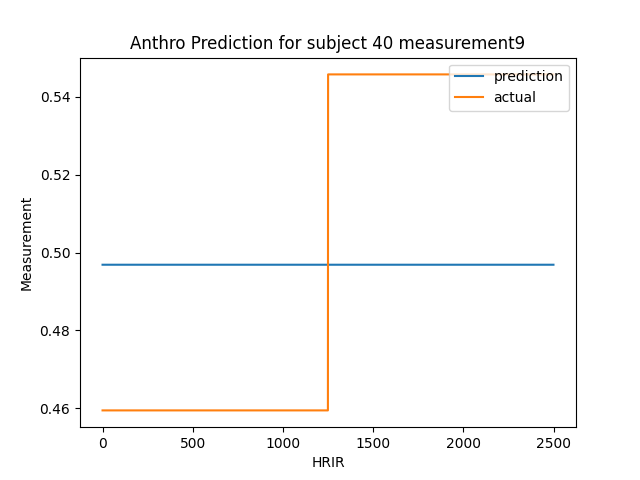 Anthro Prediction for subject 40 measurement9
prediction
actual
0.54
0.52
0.50
0.48
0.46
Measurement
0
500
1000
1500
2000
2500
HRIR